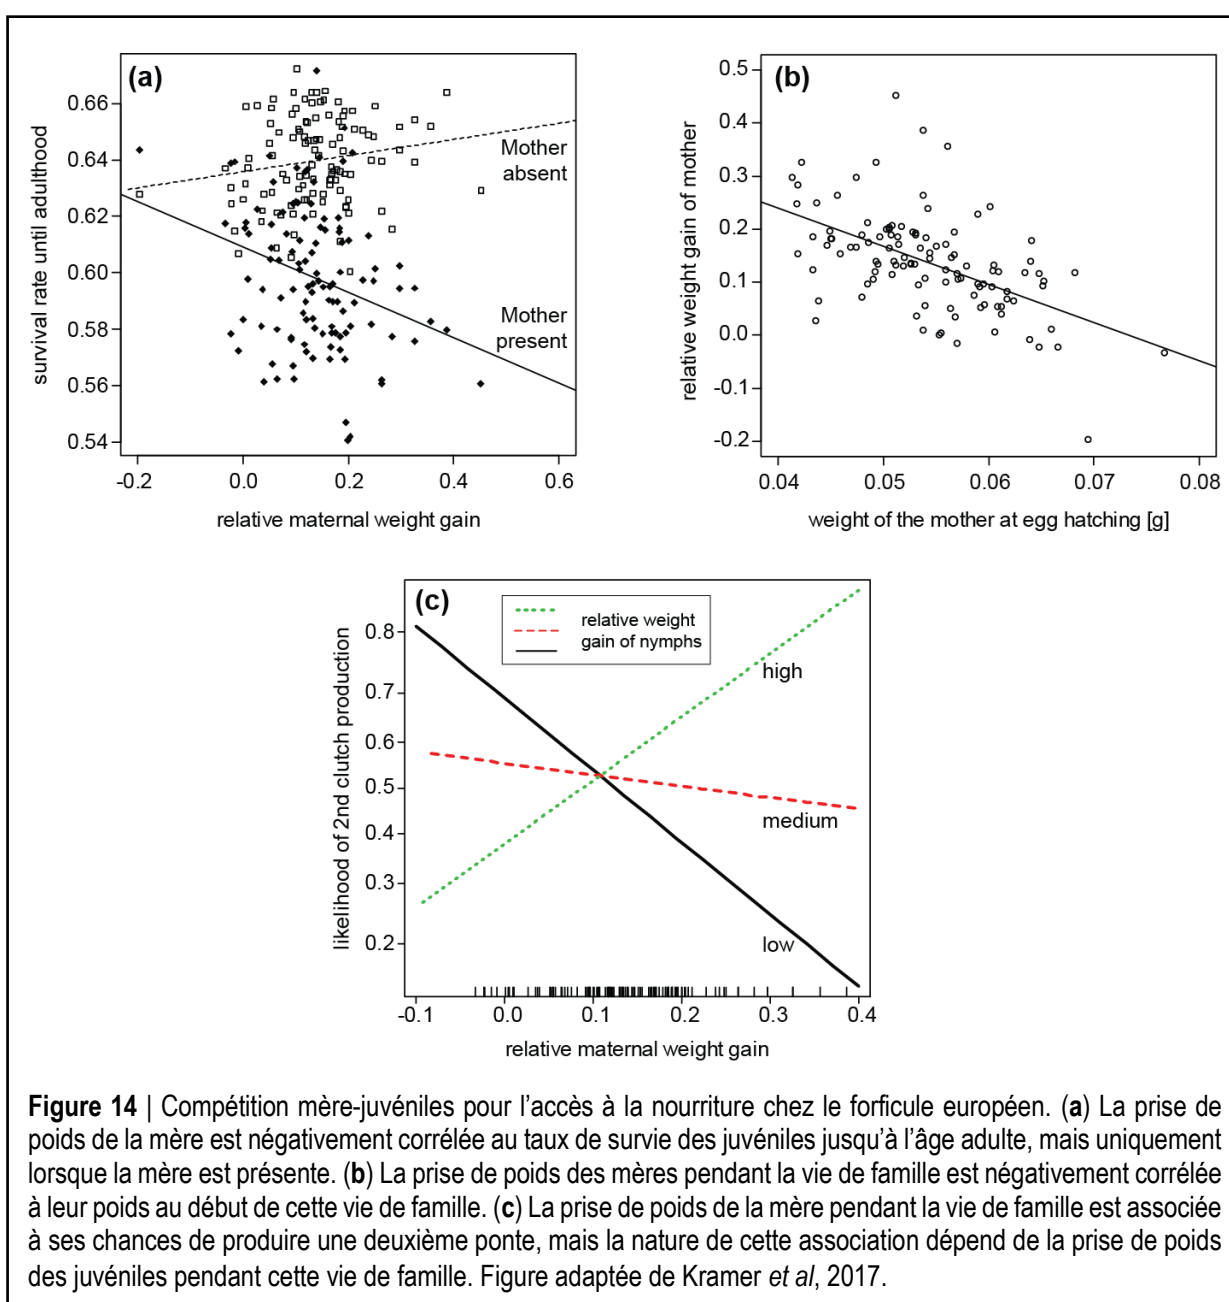 (a)
survival rate until adulthood
0.66
0.64
0.62
0.60
0.58
0.56
0.54
Mother
absent
Mother
present
-0.2
0.0
0.2
0.4
0.6
relative maternal weight gain
(b)
relative weight gain of mother
0.5
0.4
0.3
0.2
0.1
0.0
-0.1
-0.2
0.04
0.05
0.06
0.07
0.08
weight of the mother at egg hatching [g]
(c)
likelihood of 2nd clutch production
0.8
0.7
0.6
0.5
0.4
0.3
0.2
relative weight
gain of nymphs
high
medium
low
-0.1
0.0
0.1
0.2
0.3
0.4
relative maternal weight gain
Figure 14 | Compétition mère-juvéniles pour l'accès à la nourriture chez le forficule européen. (a) La prise de
poids de la mère est négativement corrélée au taux de survie des juvéniles jusqu'à l'âge adulte, mais uniquement
lorsque la mère est présente. (b) La prise de poids des mères pendant la vie de famille est négativement corrélée
à leur poids au début de cette vie de famille. (c) La prise de poids de la mère pendant la vie de famille est associée
à ses chances de produire une deuxième ponte, mais la nature de cette association dépend de la prise de poids
des juvéniles pendant cette vie de famille. Figure adaptée de Kramer et al, 2017.